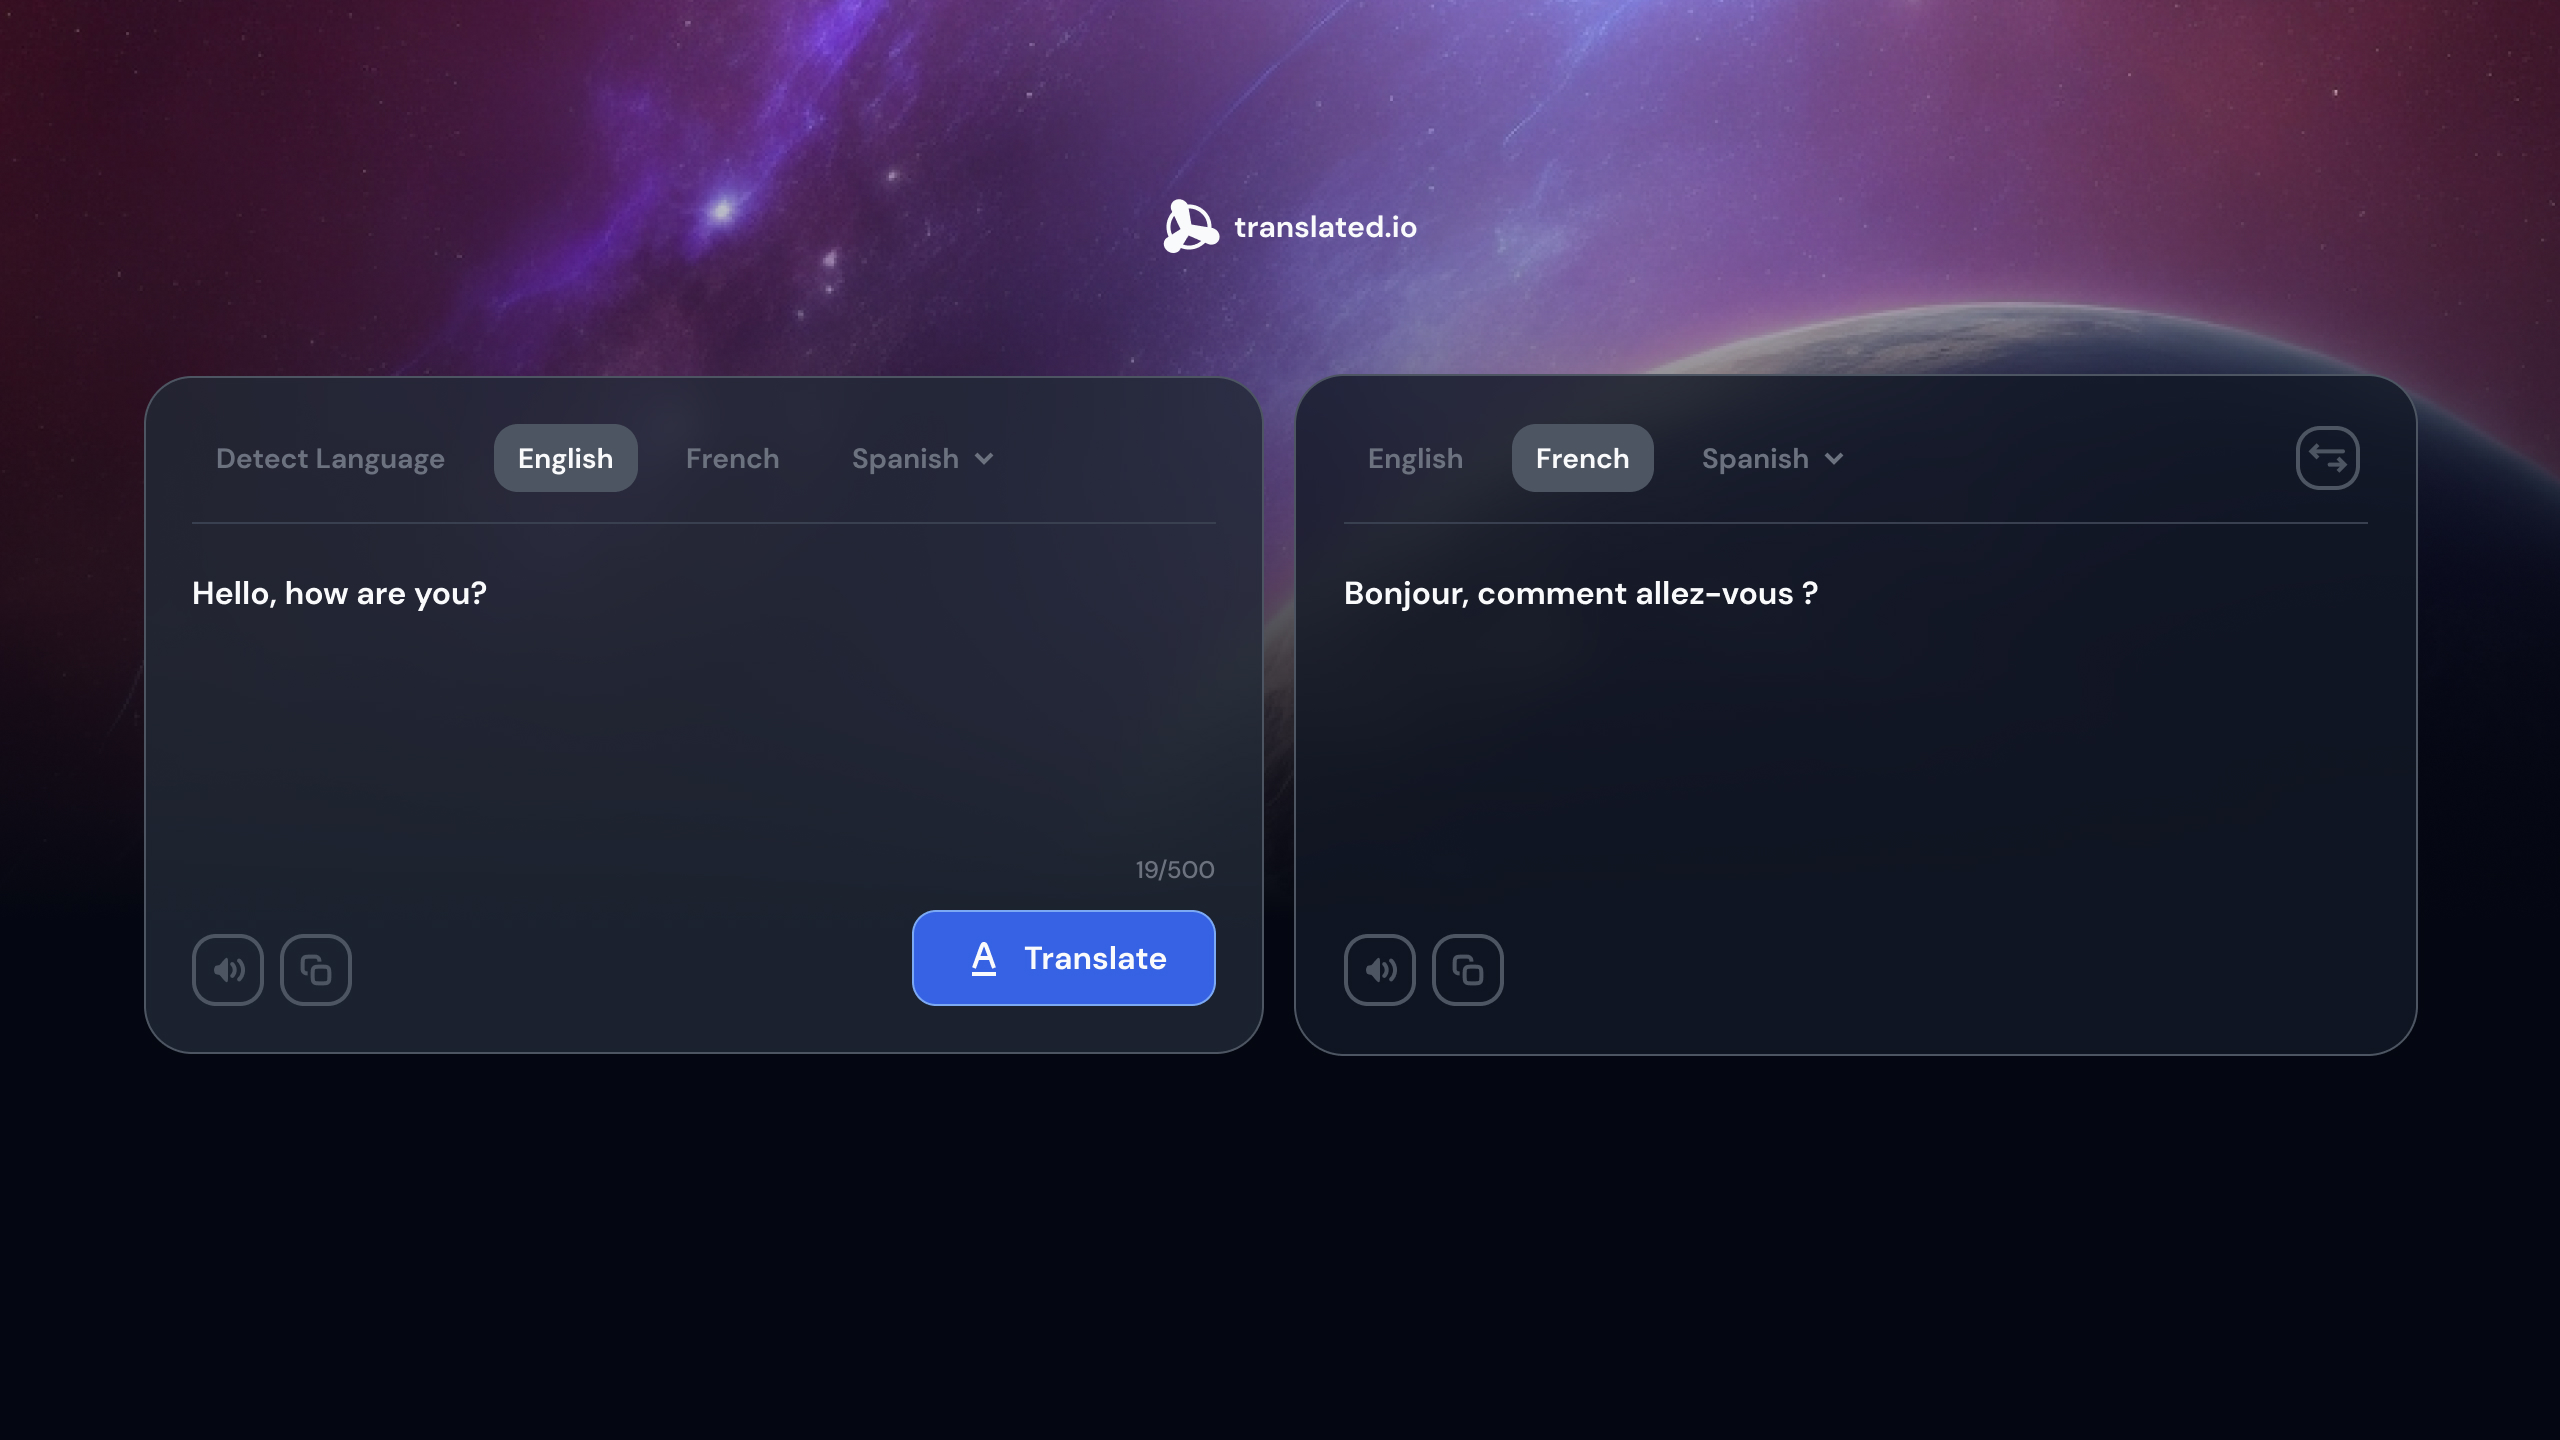 translated.io
Detect Language English French Spanish
Hello, how are you?
19/500
Translate
English French Spanish
Bonjour, comment allez-vous ?